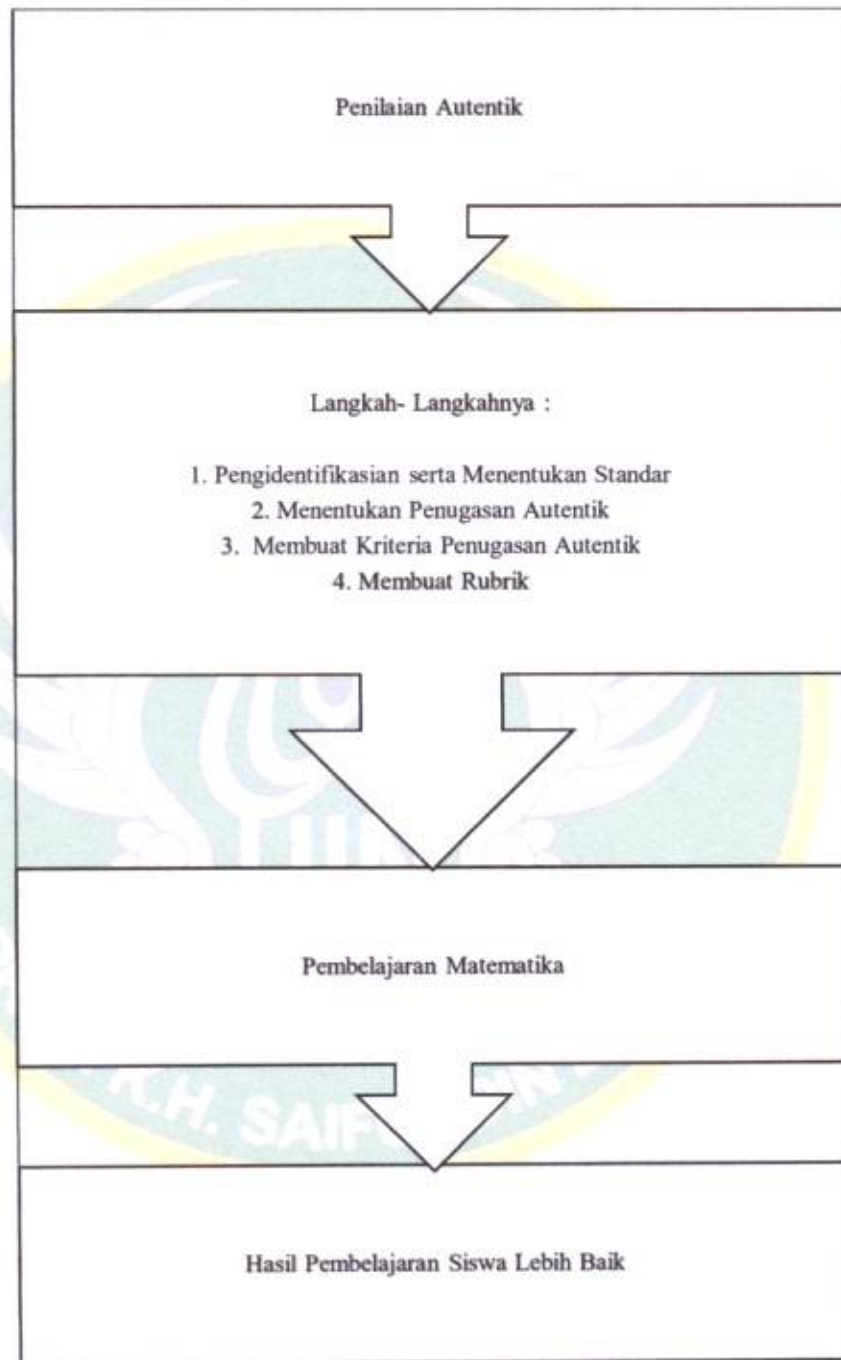 Penilaian Autentik
Langkah- Langkahnya :
1. Pengidentifikasian serta Menentukan Standar
2. Menentukan Penugasan Autentik
3. Membuat Kriteria Penugasan Autentik
4. Membuat Rubrik
Pembelajaran Matematika
K.H. SAIF
Hasil Pembelajaran Siswa Lebih Baik